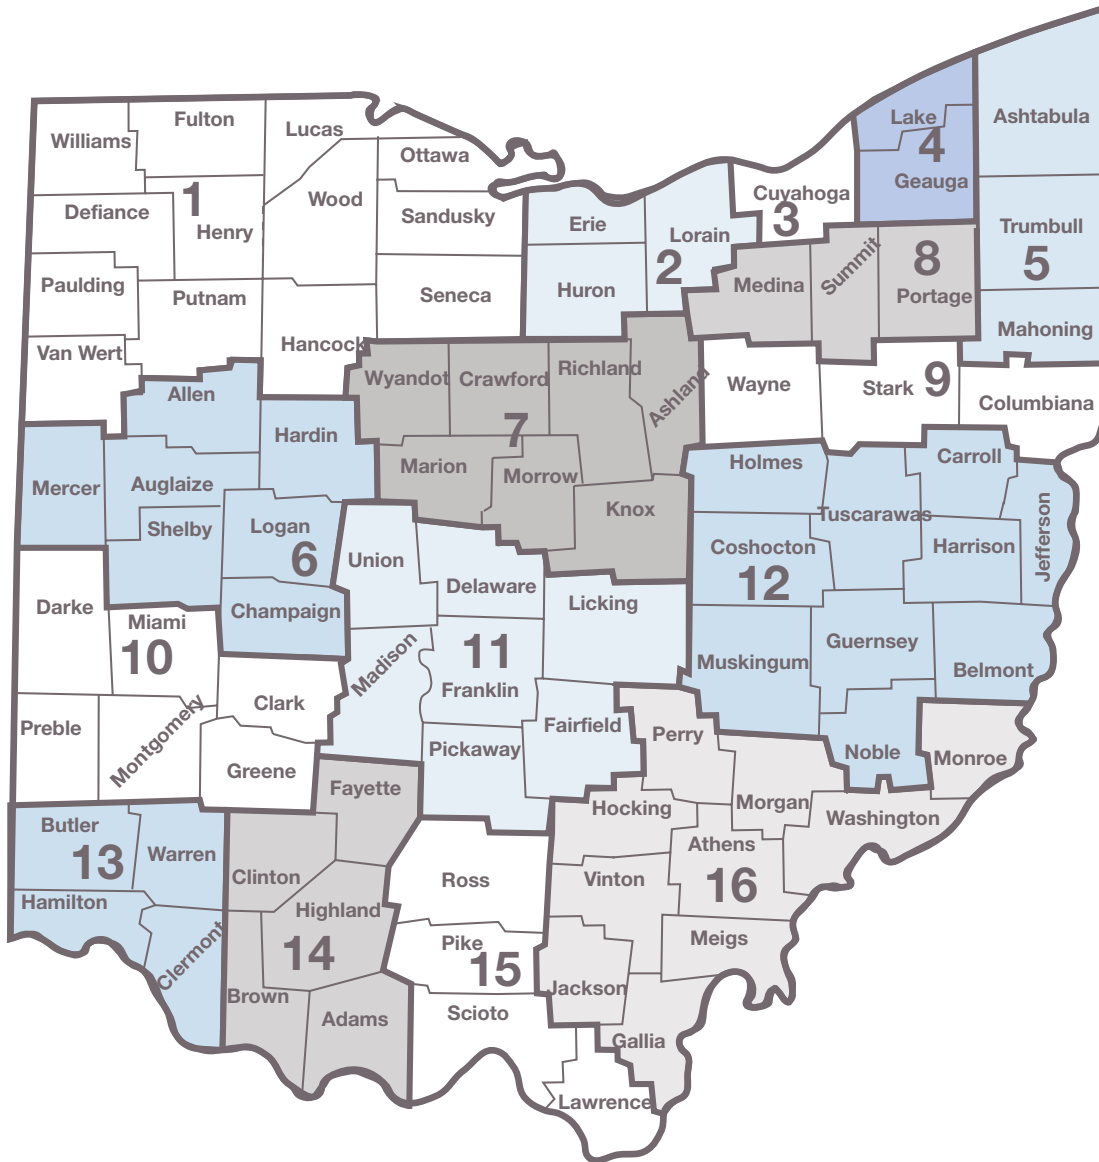 Williams
Fulton
Lucas
Ottawa
Defiance
1
Henry
Wood
Sandusky
Paulding
Putnam
Seneca
Van Wert
Hancock
Erie
Lorain
2
Huron
Cuyahoga
3
Lake
4
Geauga
Ashtabula
Trumbull
5
Mahoning
Medina
Summit
8
Portage
Allen
Hardin
Mercer
Auglaize
Shelby
Logan
6
Champaign
Wyandot
Crawford
Richland
Ashland
7
Marion
Morrow
Knox
Wayne
Stark
9
Columbiana
Darke
Miami
10
Preble
Montgomery
Clark
Greene
Union
Delaware
Licking
Madison
11
Franklin
Pickaway
Fairfield
Holmes
Carroll
Tuscarawas
Jefferson
Coshocton
12
Harrison
Muskingum
Guernsey
Belmont
Noble
Butler
13
Warren
Hamilton
Clermont
Fayette
Clinton
Highland
14
Brown
Adams
Ross
Pike
15
Scioto
Lawrence
Perry
Monroe
Hocking
Morgan
Washington
Athens
Vinton
16
Meigs
Jackson
Gallia